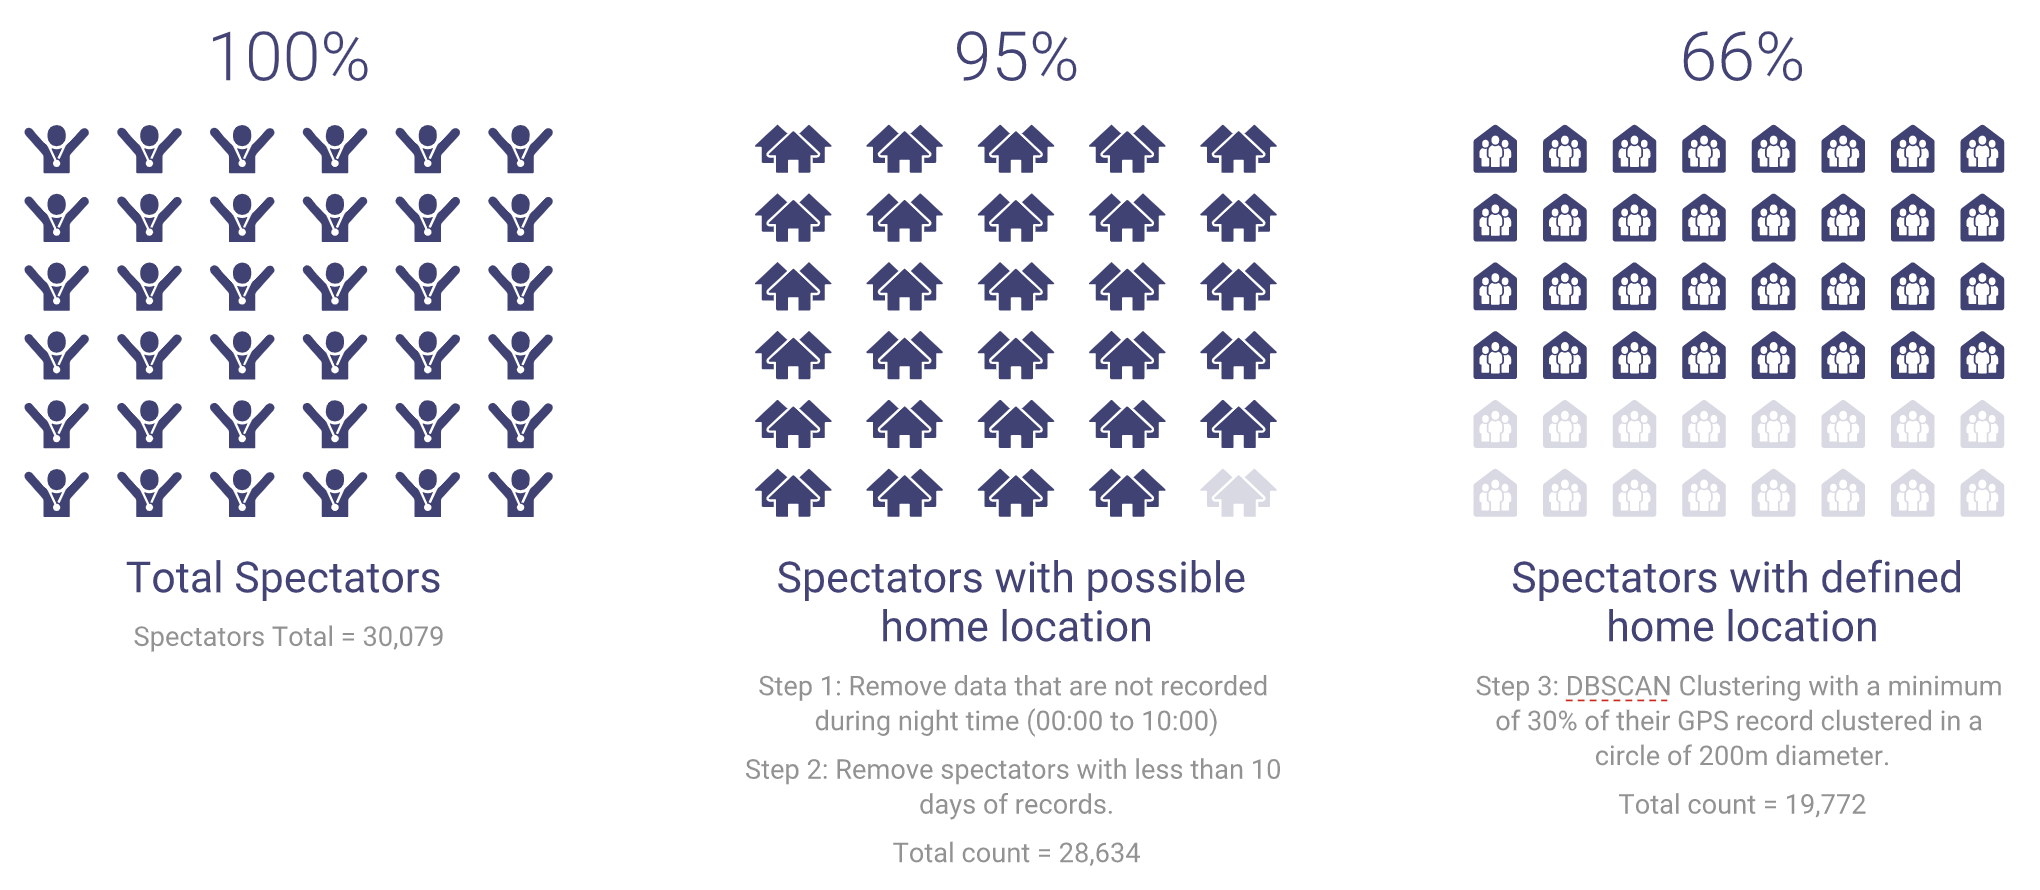 100%
Total Spectators
Spectators Total = 30,079
95%
Spectators with possible
home location
Step 1: Remove data that are not recorded
during night time (00:00 to 10:00)
Step 2: Remove spectators with less than 10
days of records.
Total count = 28,634
66%
Spectators with defined
home location
Step 3: DBSCAN Clustering with a minimum
of 30% of their GPS record clustered in a
circle of 200m diameter.
Total count = 19,772